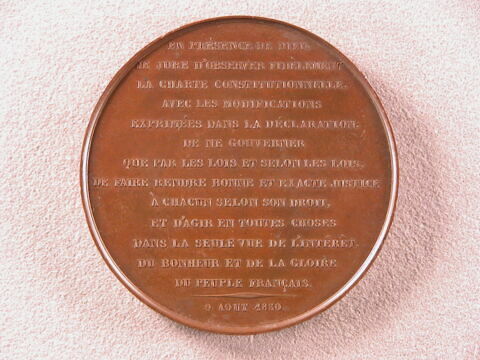 EN PRÉSENCE DE DIEU,
JE JURE D'OBSERVER FIDÈLEMENT
LA CHARTE CONSTITUTIONNELLE,
AVEC LES MODIFICATIONS
EXPRIMÉES DANS LA DÉCLARATION,
DE NE GOUVERNER
QUE PAR LES LOIS ET SELON LES LOIS,
DE FAIRE RENDRE BONNE ET EXACTE JUSTICE
À CHACUN SELON SON DROIT,
ET D'AGIR EN TOUTES CHOSES
DANS LA SEULE VUE DE L'INTÉRÊT,
DU BONHEUR ET DE LA GLOIRE
DU PEUPLE FRANÇAIS.
9 AOUT 1830.